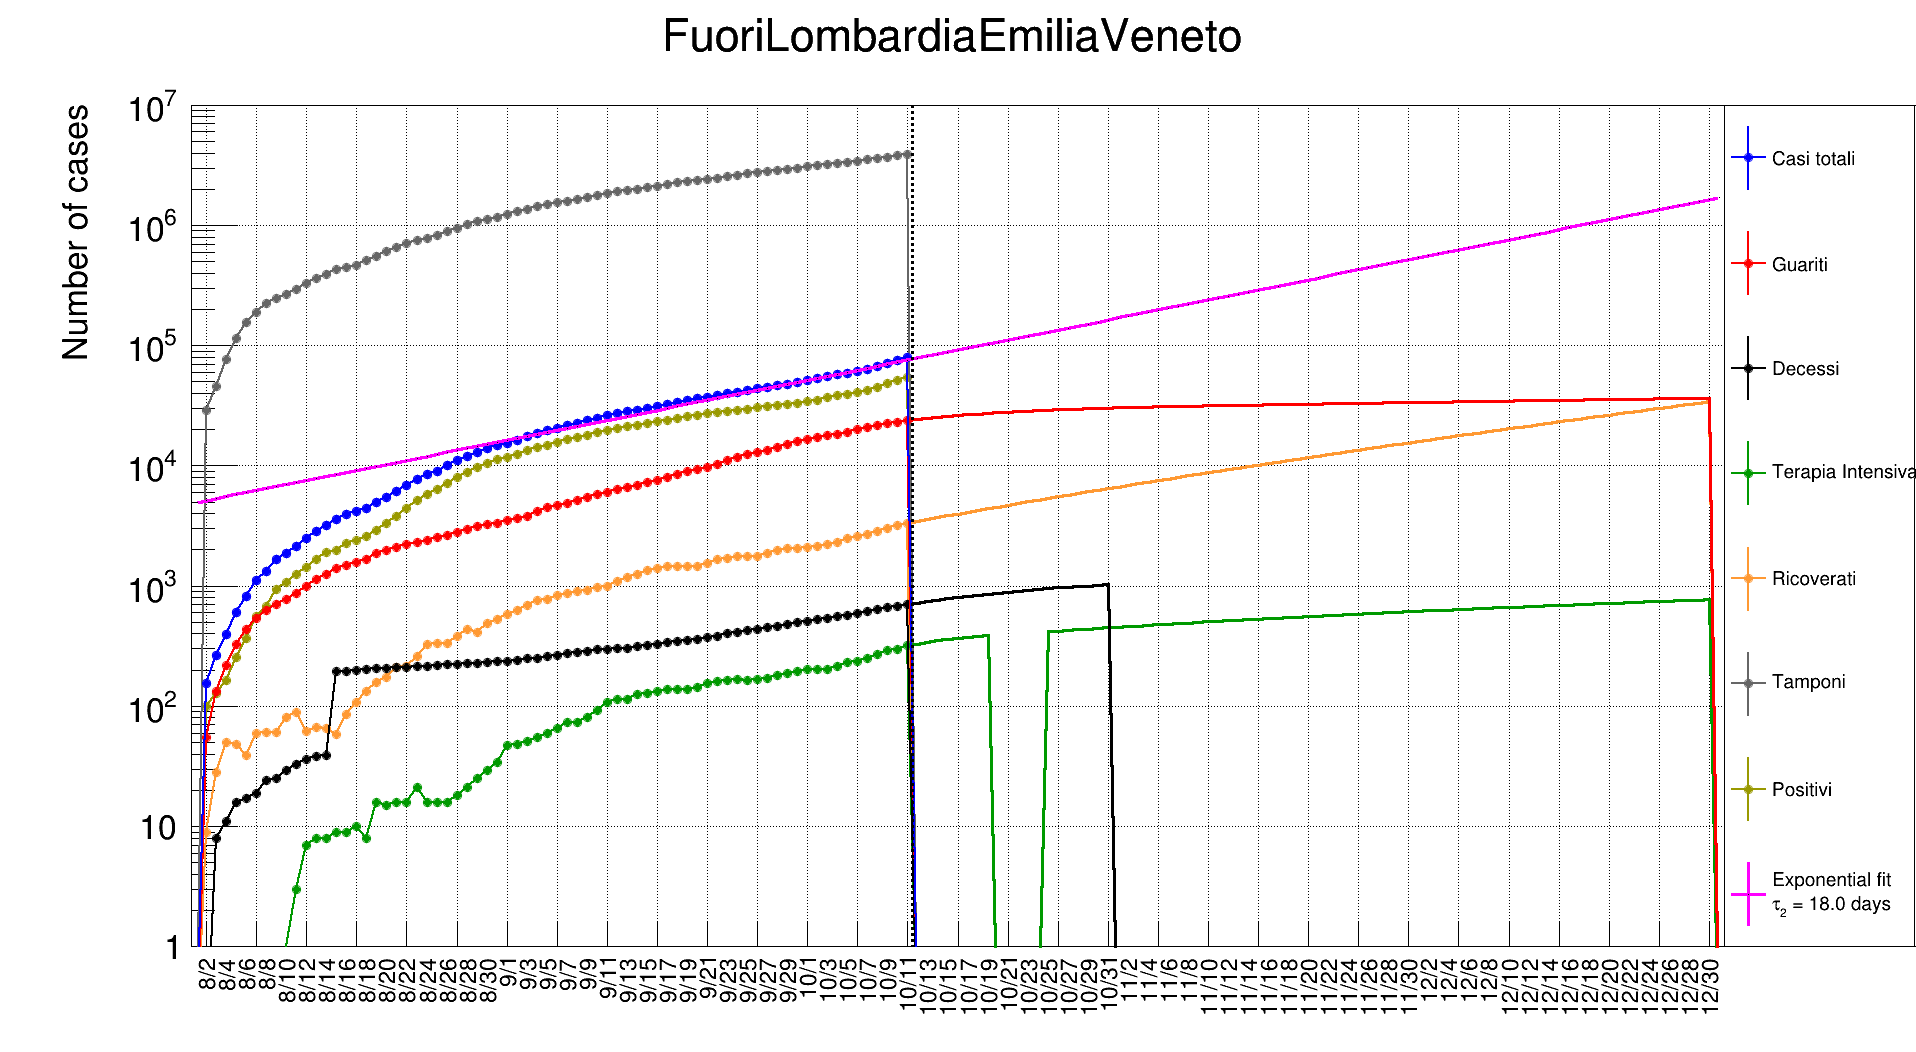 FuoriLombardiaEmiliaVeneto
Number of cases
10^7
10^6
10^5
10^4
10^3
10^2
10
1
8/2 8/4 8/6 8/8 8/10 8/12 8/14 8/16 8/18 8/20 8/22 8/24 8/26 8/28 8/30 9/1 9/3 9/5 9/7 9/9 9/11 9/13 9/15 9/17 9/19 9/21 9/23 9/25 9/27 9/29 10/1 10/3 10/5 10/7 10/9 10/11 10/13 10/15 10/17 10/19 10/21 10/23 10/25 10/27 10/29 10/31 11/2 11/4 11/6 11/8 11/10 11/12 11/14 11/16 11/18 11/20 11/22 11/24 11/26 11/28 11/30 12/2 12/4 12/6 12/8 12/10 12/12 12/14 12/16 12/18 12/20 12/22 12/24 12/26 12/28 12/30
Casi totali
Guariti
Decessi
Terapia Intensiva
Ricoverati
Tamponi
Positivi
Exponential fit
τ₂ = 18.0 days